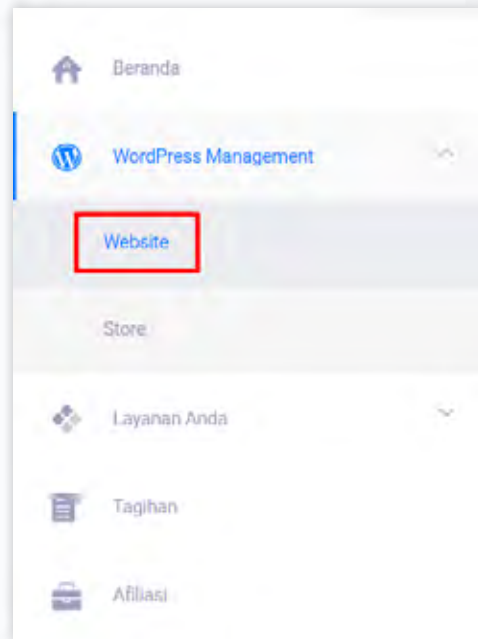 Beranda
WordPress Management
Website
Store
Layanan Anda
Tagihan
Afiliasi